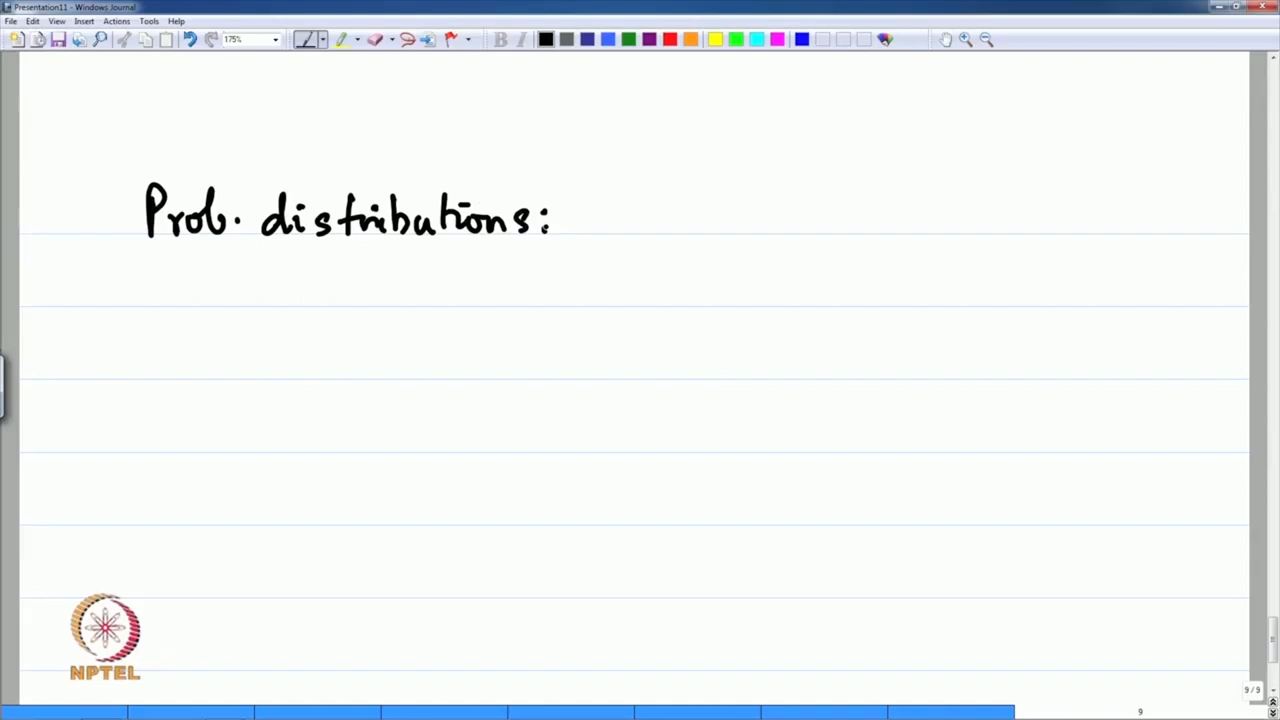 Presentation11 - Windows Journal
File Edit View Insert Actions Tools Help
175%
Prob. distributions:
NPTEL
9 / 9
9